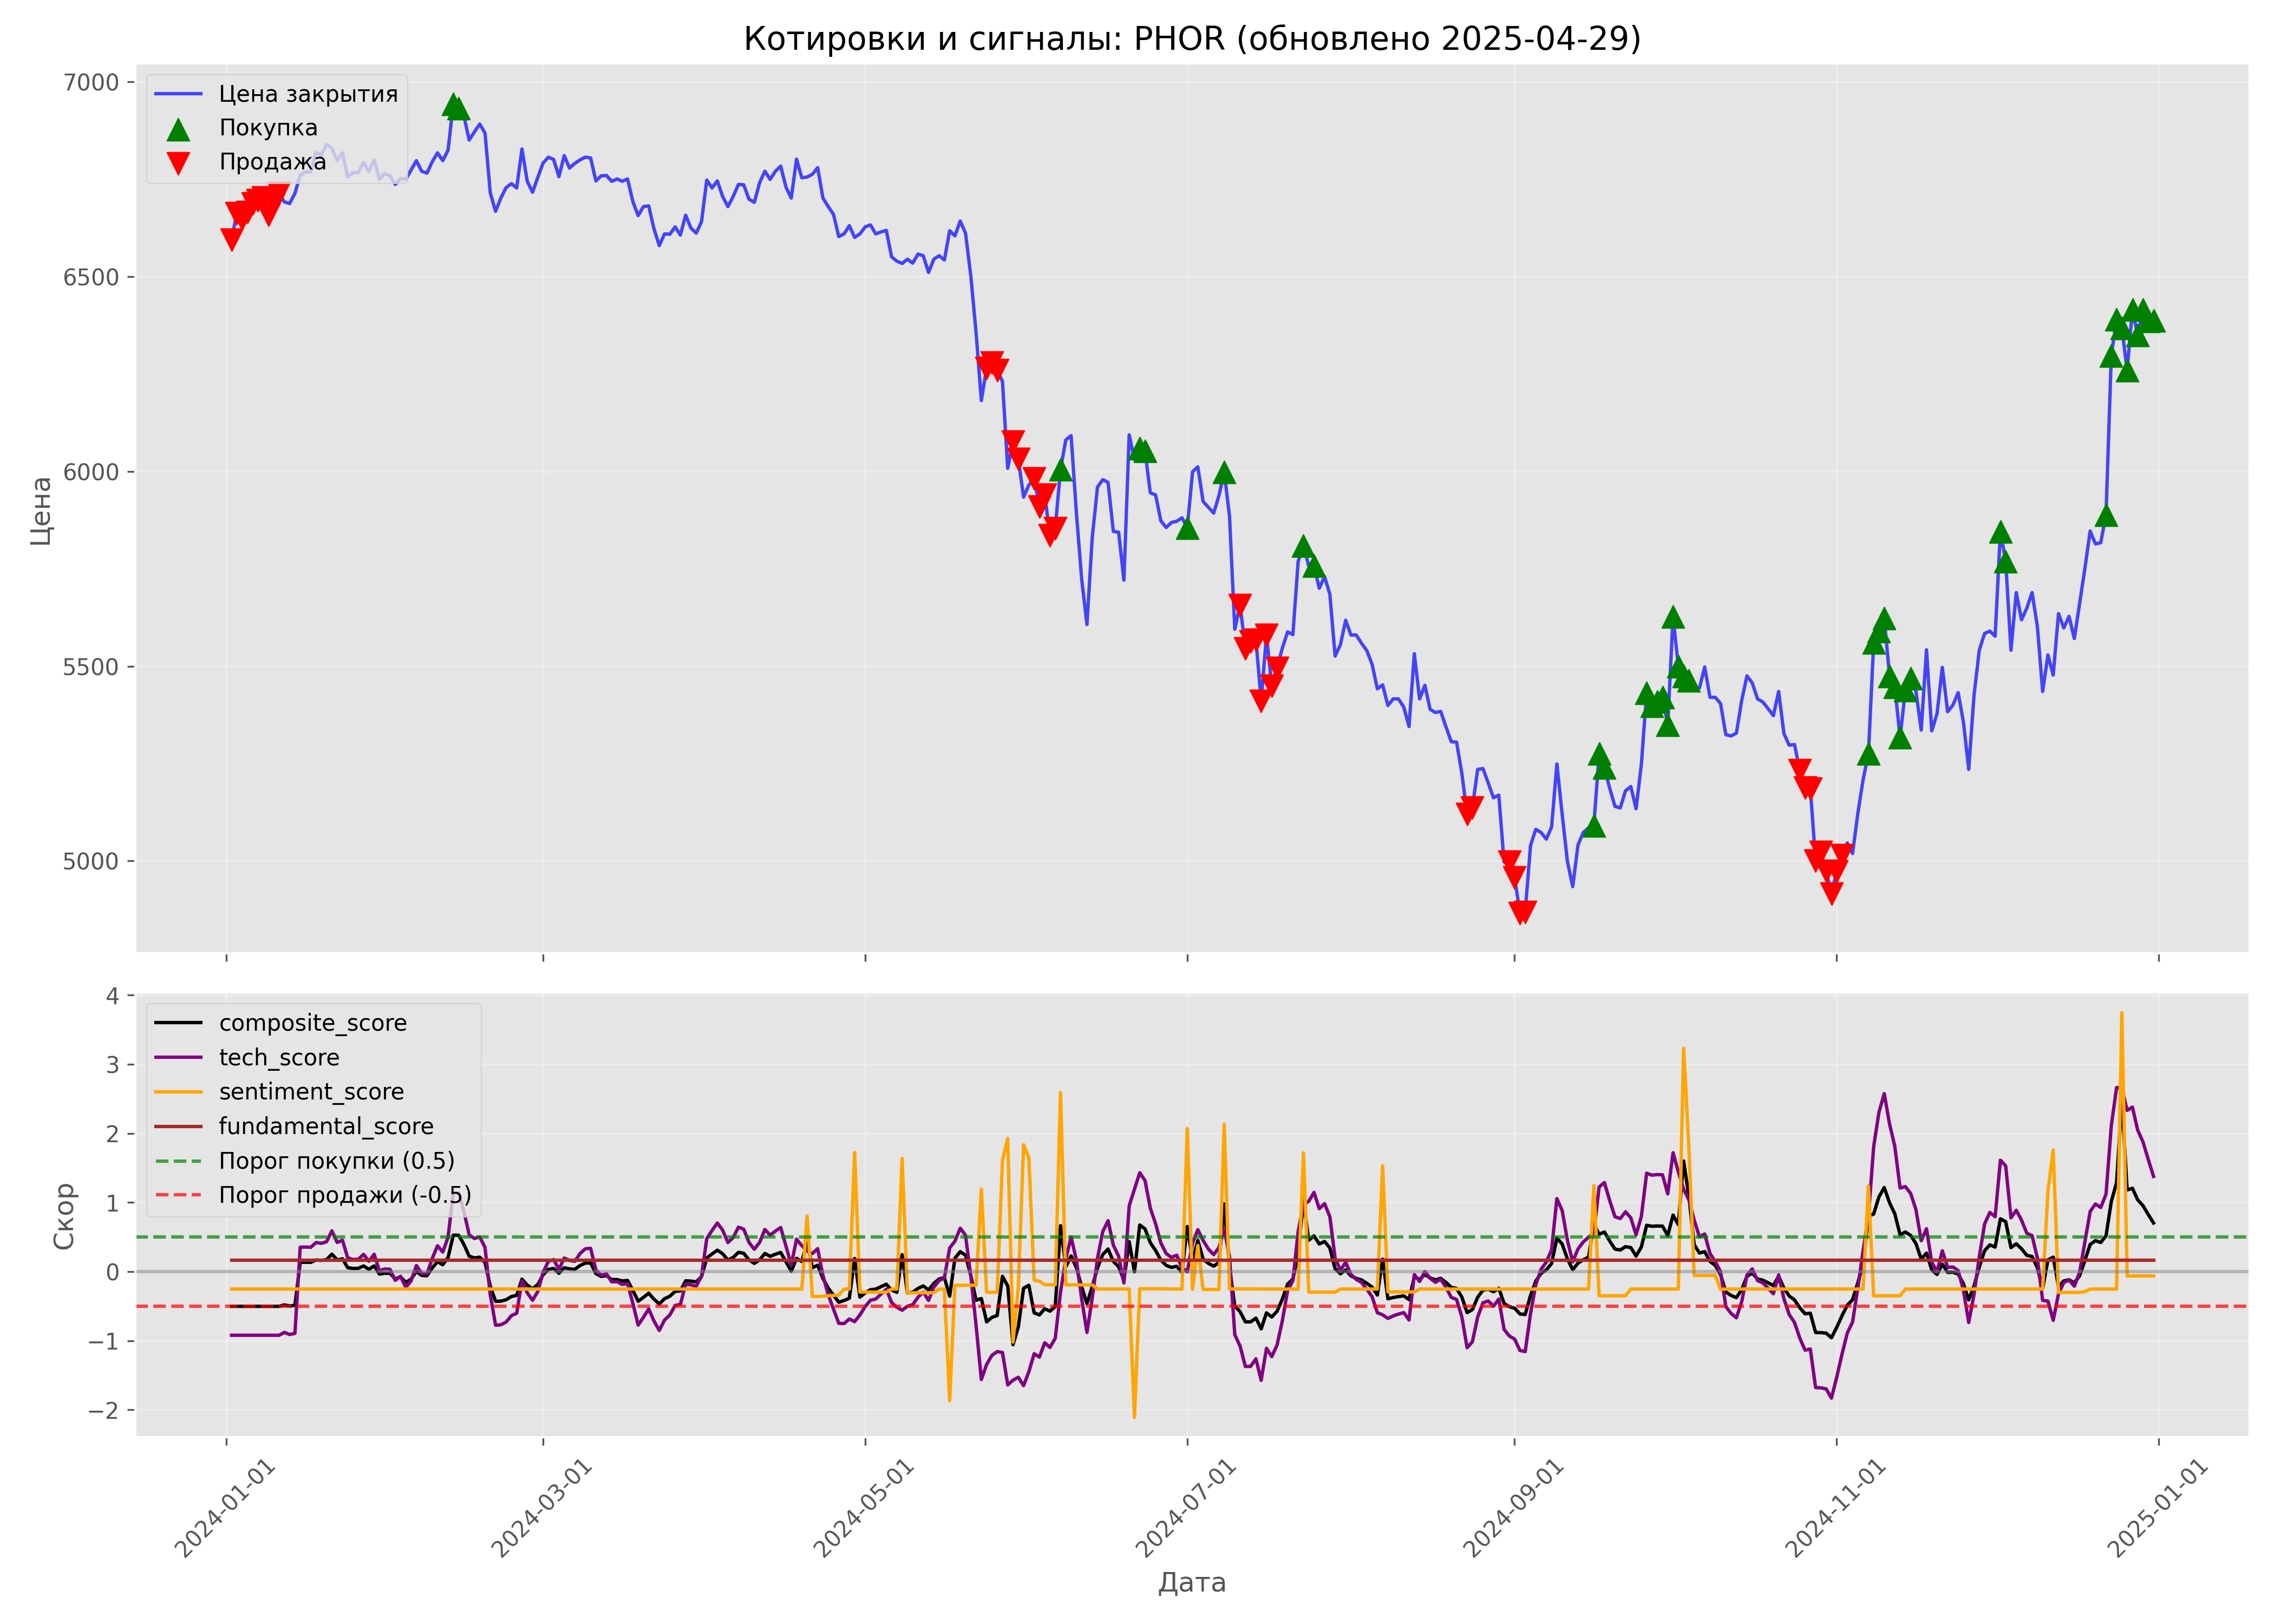 Котировки и сигналы: PHOR (обновлено 2025-04-29)
Цена закрытия
Покупка
Продажа
7000
6500
6000
5500
5000
Цена
composite_score
tech_score
sentiment_score
fundamental_score
Порог покупки (0.5)
Порог продажи (-0.5)
4
3
2
1
0
−1
−2
Скор
2024-01-01
2024-03-01
2024-05-01
2024-07-01
2024-09-01
2024-11-01
2025-01-01
Дата